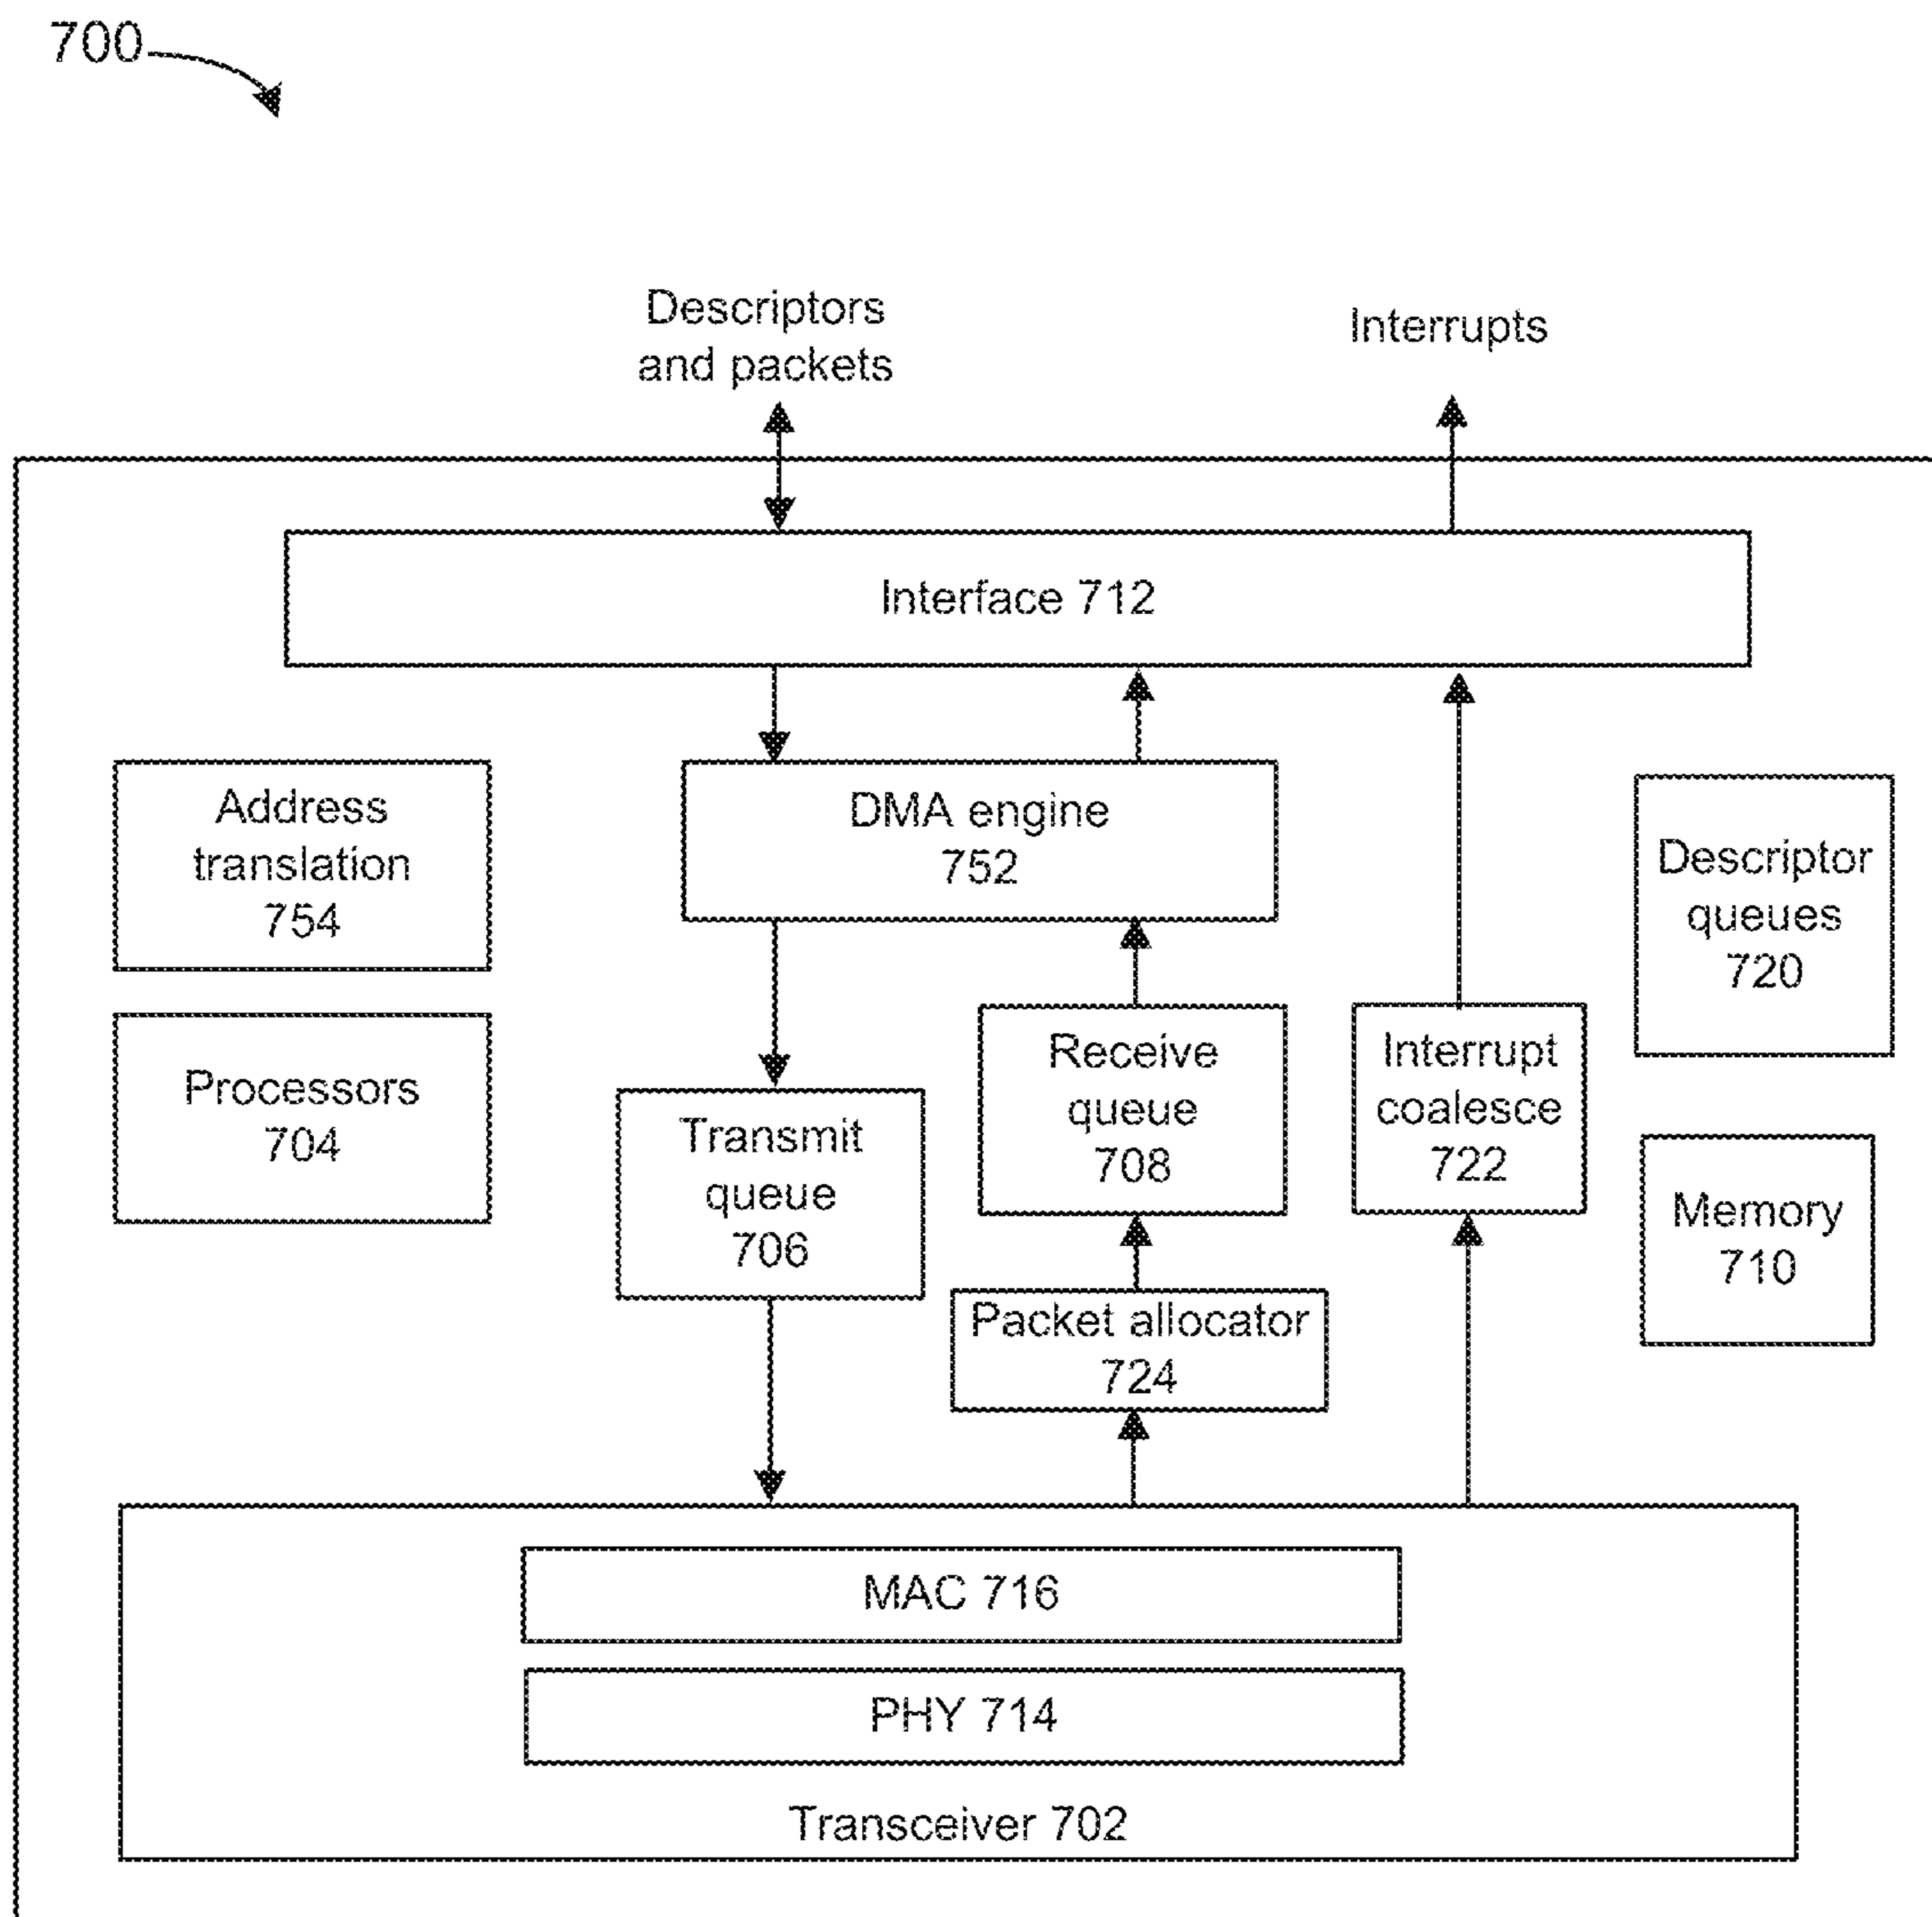 700
Descriptors
and packets
Interrupts
Interface 712
Address
translation
754
DMA engine
752
Descriptor
queues
720
Processors
704
Transmit
queue
706
Receive
queue
708
Interrupt
coalesce
722
Memory
710
Packet allocator
724
MAC 716
PHY 714
Transceiver 702